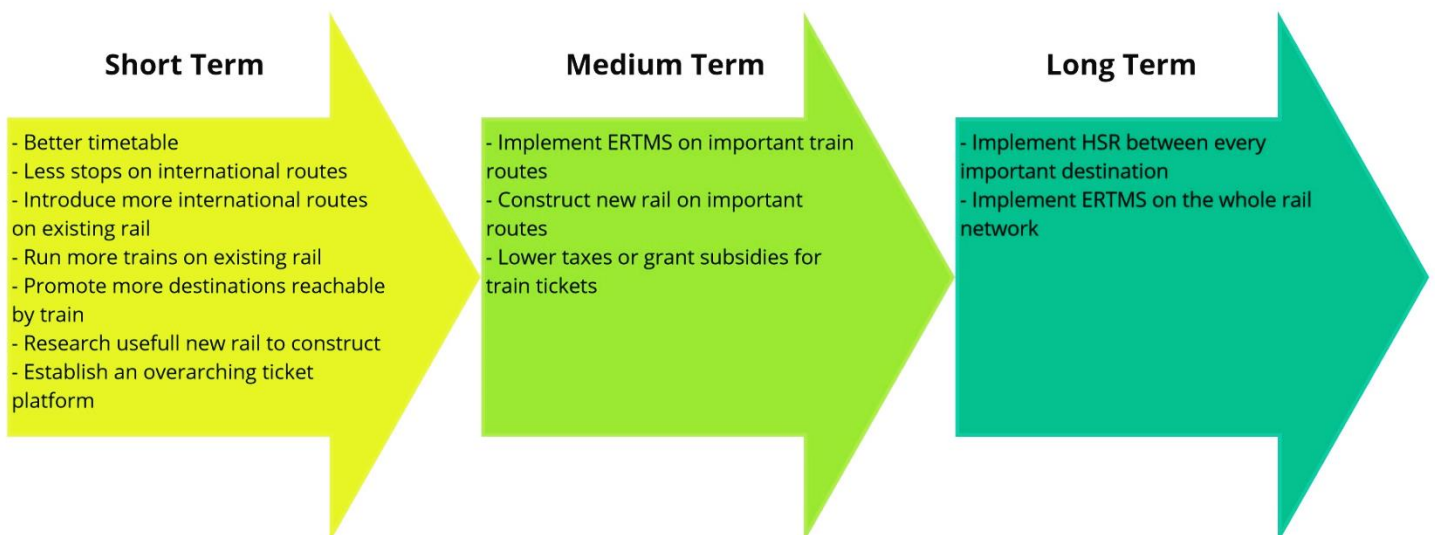 Short Term
- Better timetable
- Less stops on international routes
- Introduce more international routes
on existing rail
- Run more trains on existing rail
- Promote more destinations reachable
by train
- Research usefull new rail to construct
- Establish an overarching ticket
platform
Medium Term
- Implement ERTMS on important train
routes
- Construct new rail on important
routes
- Lower taxes or grant subsidies for
train tickets
Long Term
- Implement HSR between every
important destination
- Implement ERTMS on the whole rail
network